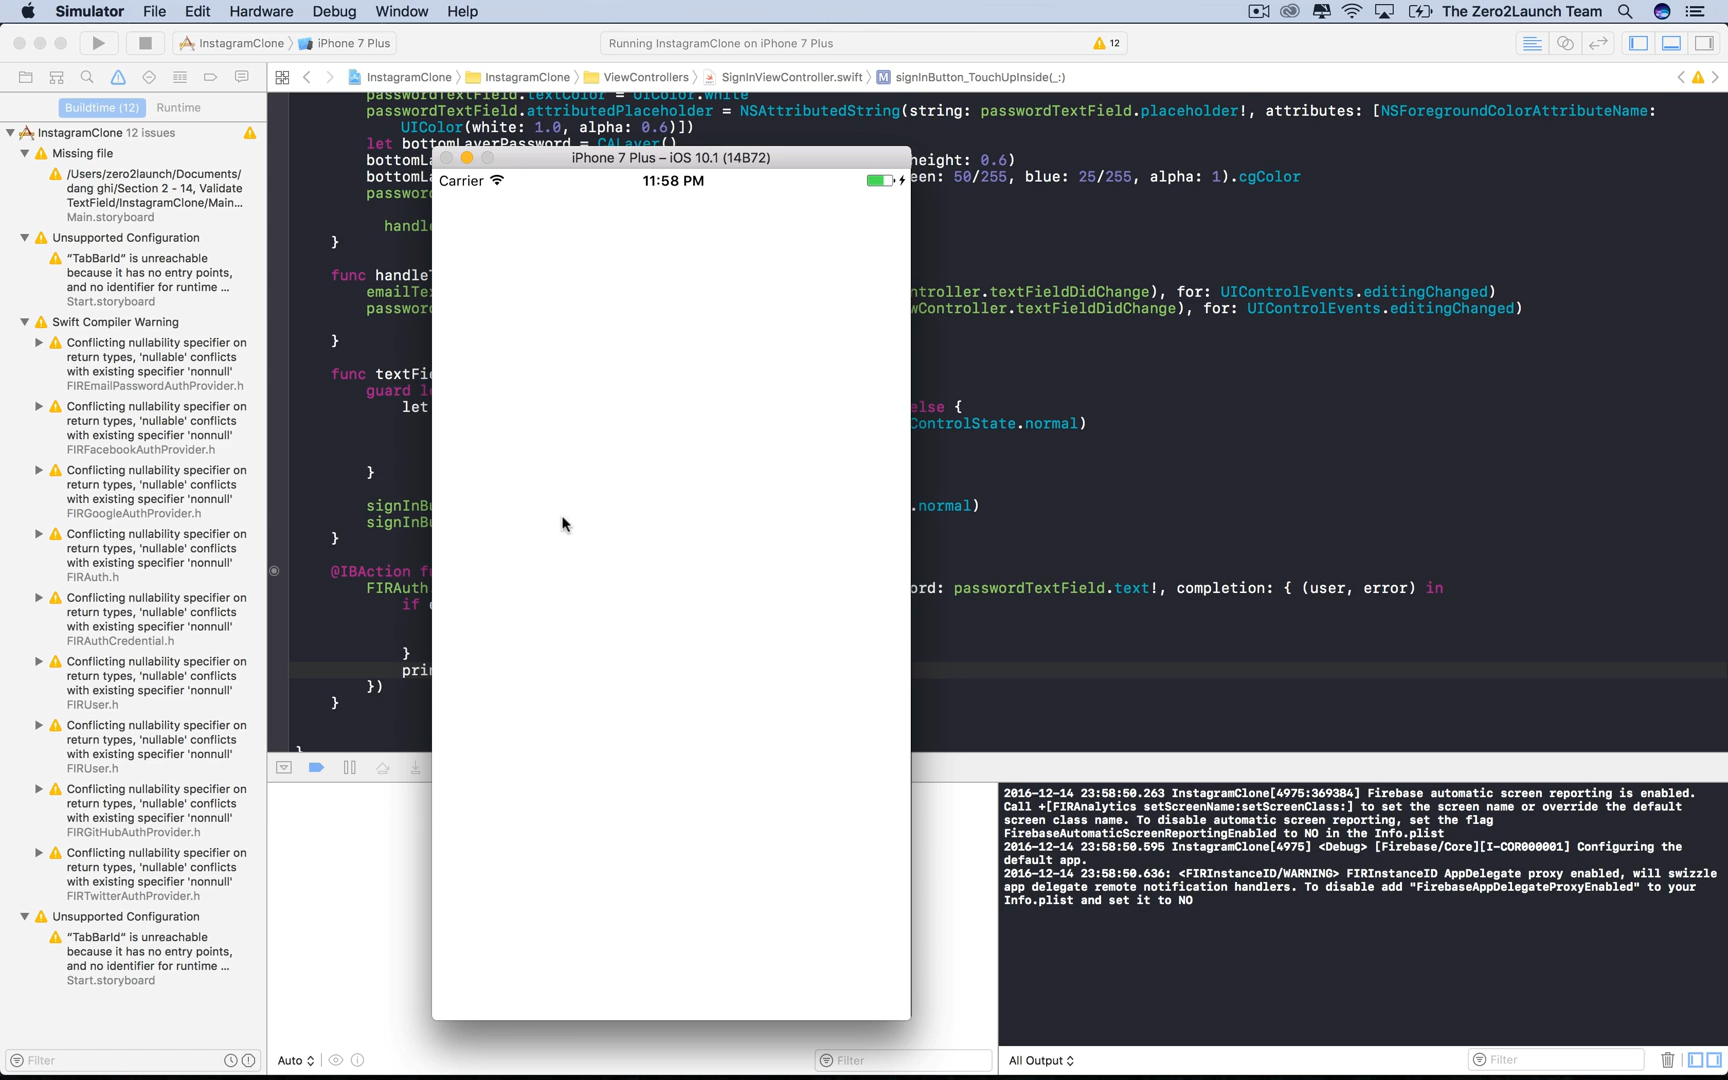 Simulator File Edit Hardware Debug Window Help The Zero2Launch Team
InstagramClone iPhone 7 Plus Running InstagramClone on iPhone 7 Plus 12
InstagramClone InstagramClone ViewControllers SignInViewController.swift M signInButton_TouchUpInside(_:)
Buildtime (12) Runtime
InstagramClone 12 issues
Missing file
/Users/zero2launch/Documents/
dang ghi/Section 2 - 14, Validate
TextField/InstagramClone/Main...
Main.storyboard
Unsupported Configuration
“TabBarId“ is unreachable
because it has no entry points,
and no identifier for runtime ...
Start.storyboard
Swift Compiler Warning
Conflicting nullability specifier on
return types, 'nullable' conflicts
with existing specifier 'nonnull'
FIREmailPasswordAuthProvider.h
Conflicting nullability specifier on
return types, 'nullable' conflicts
with existing specifier 'nonnull'
FIRFacebookAuthProvider.h
Conflicting nullability specifier on
return types, 'nullable' conflicts
with existing specifier 'nonnull'
FIRGoogleAuthProvider.h
Conflicting nullability specifier on
return types, 'nullable' conflicts
with existing specifier 'nonnull'
FIRAuth.h
Conflicting nullability specifier on
return types, 'nullable' conflicts
with existing specifier 'nonnull'
FIRAuthCredential.h
Conflicting nullability specifier on
return types, 'nullable' conflicts
with existing specifier 'nonnull'
FIRUser.h
Conflicting nullability specifier on
return types, 'nullable' conflicts
with existing specifier 'nonnull'
FIRUser.h
Conflicting nullability specifier on
return types, 'nullable' conflicts
with existing specifier 'nonnull'
FIRGitHubAuthProvider.h
Conflicting nullability specifier on
return types, 'nullable' conflicts
with existing specifier 'nonnull'
FIRTwitterAuthProvider.h
Unsupported Configuration
“TabBarId“ is unreachable
because it has no entry points,
and no identifier for runtime ...
Start.storyboard
Filter
passwordTextField.textColor = UIColor.white
passwordTextField.attributedPlaceholder = NSAttributedString(string: passwordTextField.placeholder!, attributes: [NSForegroundColorAttributeName:
UIColor(white: 1.0, alpha: 0.6)])
let bottomLayerPassword = CALayer()
bottomLa height: 0.6)
bottomLa een: 50/255, blue: 25/255, alpha: 1).cgColor
passwor
handle
}
func handleT
emailTex ntroller.textFieldDidChange), for: UIControlEvents.editingChanged)
passwor wController.textFieldDidChange), for: UIControlEvents.editingChanged)
}
func textFie
guard le
let else {
ControlState.normal)
}
signInBu .normal)
signInBu
}
@IBAction fu
FIRAuth. ord: passwordTextField.text!, completion: { (user, error) in
if e
}
prin
})
}
}
iPhone 7 Plus – iOS 10.1 (14B72)
Carrier 11:58 PM
2016-12-14 23:58:50.263 InstagramClone[4975:369384] Firebase automatic screen reporting is enabled.
Call +[FIRAnalytics setScreenName:setScreenClass:] to set the screen name or override the default
screen class name. To disable automatic screen reporting, set the flag
FirebaseAutomaticScreenReportingEnabled to NO in the Info.plist
2016-12-14 23:58:50.595 InstagramClone[4975] <Debug> [Firebase/Core][I-COR000001] Configuring the
default app.
2016-12-14 23:58:50.636: <FIRInstanceID/WARNING> FIRInstanceID AppDelegate proxy enabled, will swizzle
app delegate remote notification handlers. To disable add "FirebaseAppDelegateProxyEnabled" to your
Info.plist and set it to NO
Auto Filter All Output Filter